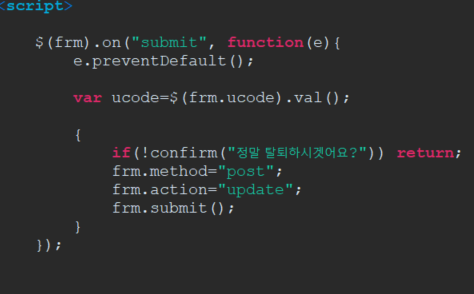 <script>
$(frm).on("submit", function(e){
e.preventDefault();
var ucode=$(frm.ucode).val();
{
if(!confirm("정말 탈퇴하시겟어요?")) return;
frm.method="post";
frm.action="update";
frm.submit();
}
});